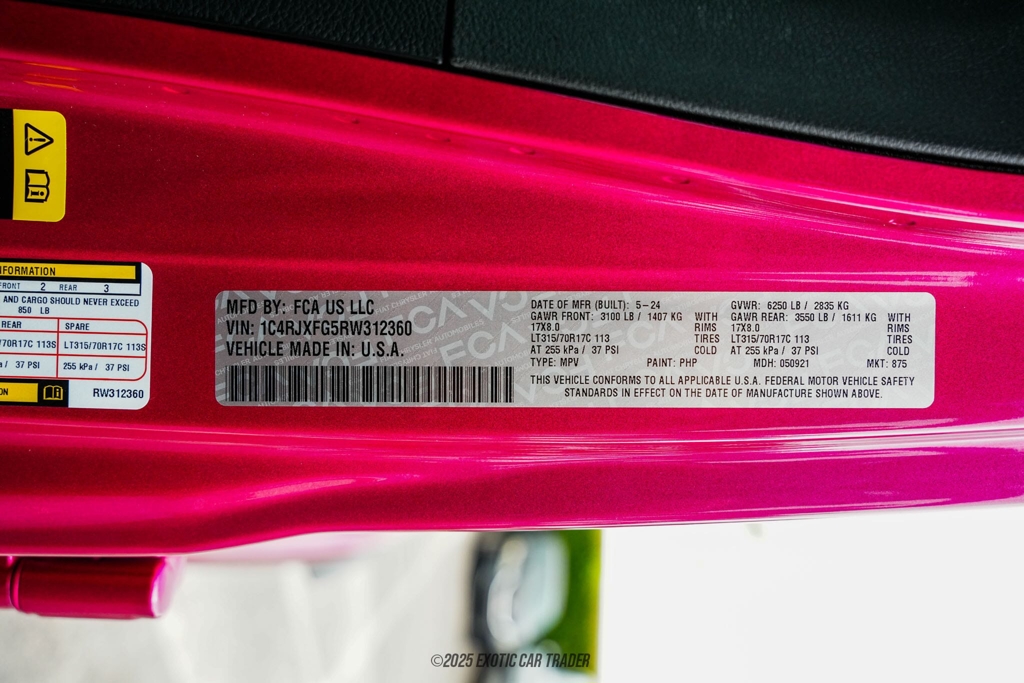 NFORMATION
FRONT 2 REAR 3
AND CARGO SHOULD NEVER EXCEED
850 LB
REAR SPARE
/70R17C 113S LT315/70R17C 113S
/ 37 PSI 255 kPa / 37 PSI
ON
RW312360
MFD BY: FCA US LLC
VIN: 1C4RJXFG5RW312360
VEHICLE MADE IN: U.S.A.
DATE OF MFR (BUILT): 5-24
GAWR FRONT: 3100 LB / 1407 KG WITH
17X8.0 RIMS
LT315/70R17C 113 TIRES
AT 255 kPa / 37 PSI COLD
TYPE: MPV PAINT: PHP
GVWR: 6250 LB / 2835 KG
GAWR REAR: 3550 LB / 1611 KG WITH
17X8.0 RIMS
LT315/70R17C 113 TIRES
AT 255 kPa / 37 PSI COLD
MDH: 050921 MKT: 875
THIS VEHICLE CONFORMS TO ALL APPLICABLE U.S.A. FEDERAL MOTOR VEHICLE SAFETY
STANDARDS IN EFFECT ON THE DATE OF MANUFACTURE SHOWN ABOVE.
©2025 EXOTIC CAR TRADER